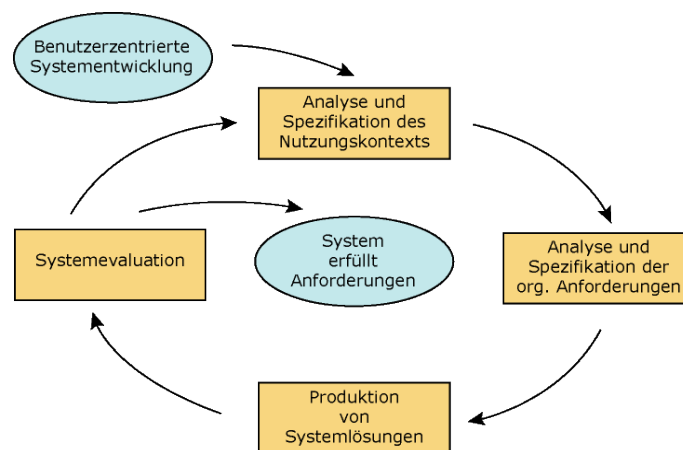 Benutzerzentrierte
Systementwicklung
Analyse und
Spezifikation des
Nutzungskontexts
Analyse und
Spezifikation der
org. Anforderungen
Produktion
von
Systemlösungen
Systemevaluation
System
erfüllt
Anforderungen